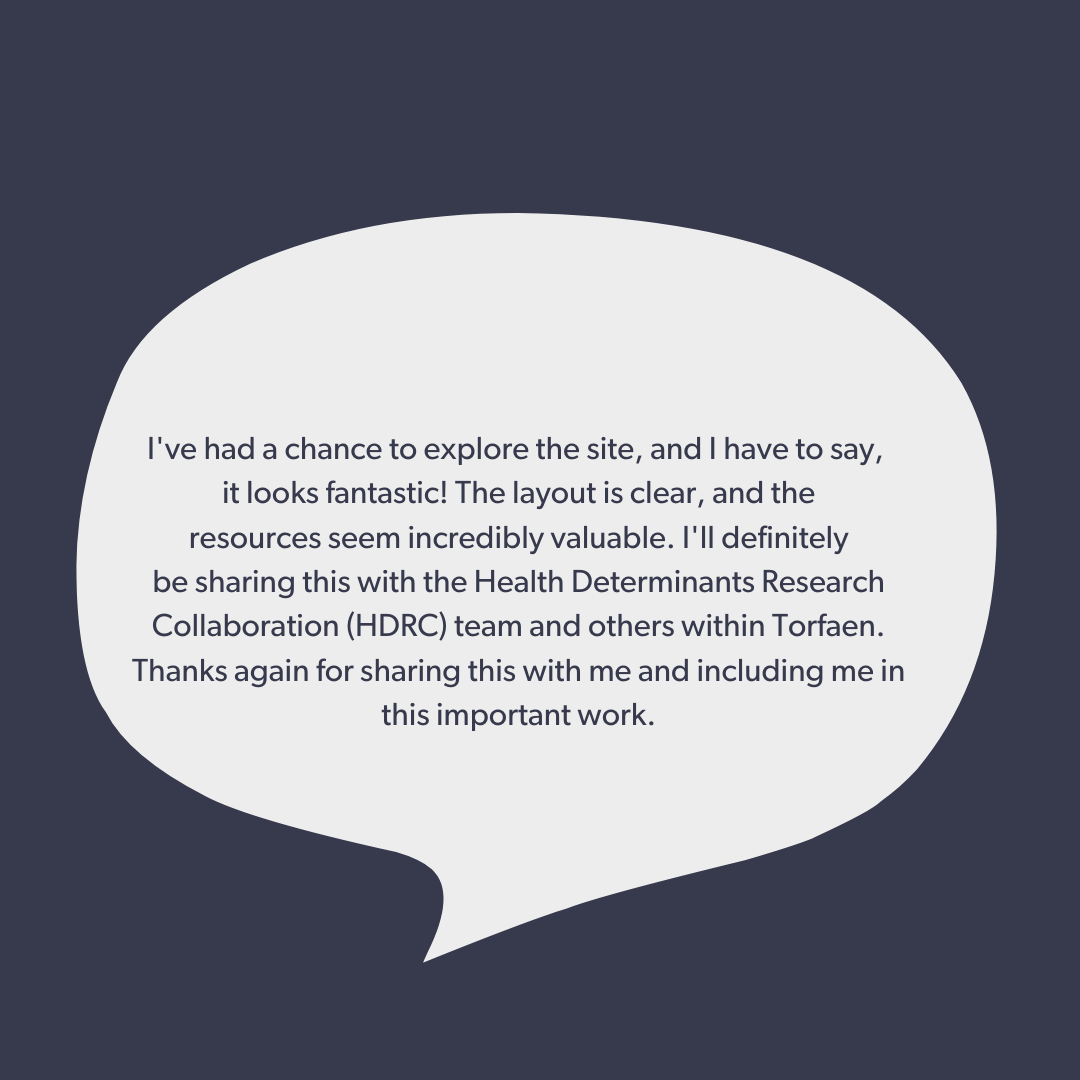 I've had a chance to explore the site, and I have to say,
it looks fantastic! The layout is clear, and the
resources seem incredibly valuable. I'll definitely
be sharing this with the Health Determinants Research
Collaboration (HDRC) team and others within Torfaen.
Thanks again for sharing this with me and including me in
this important work.